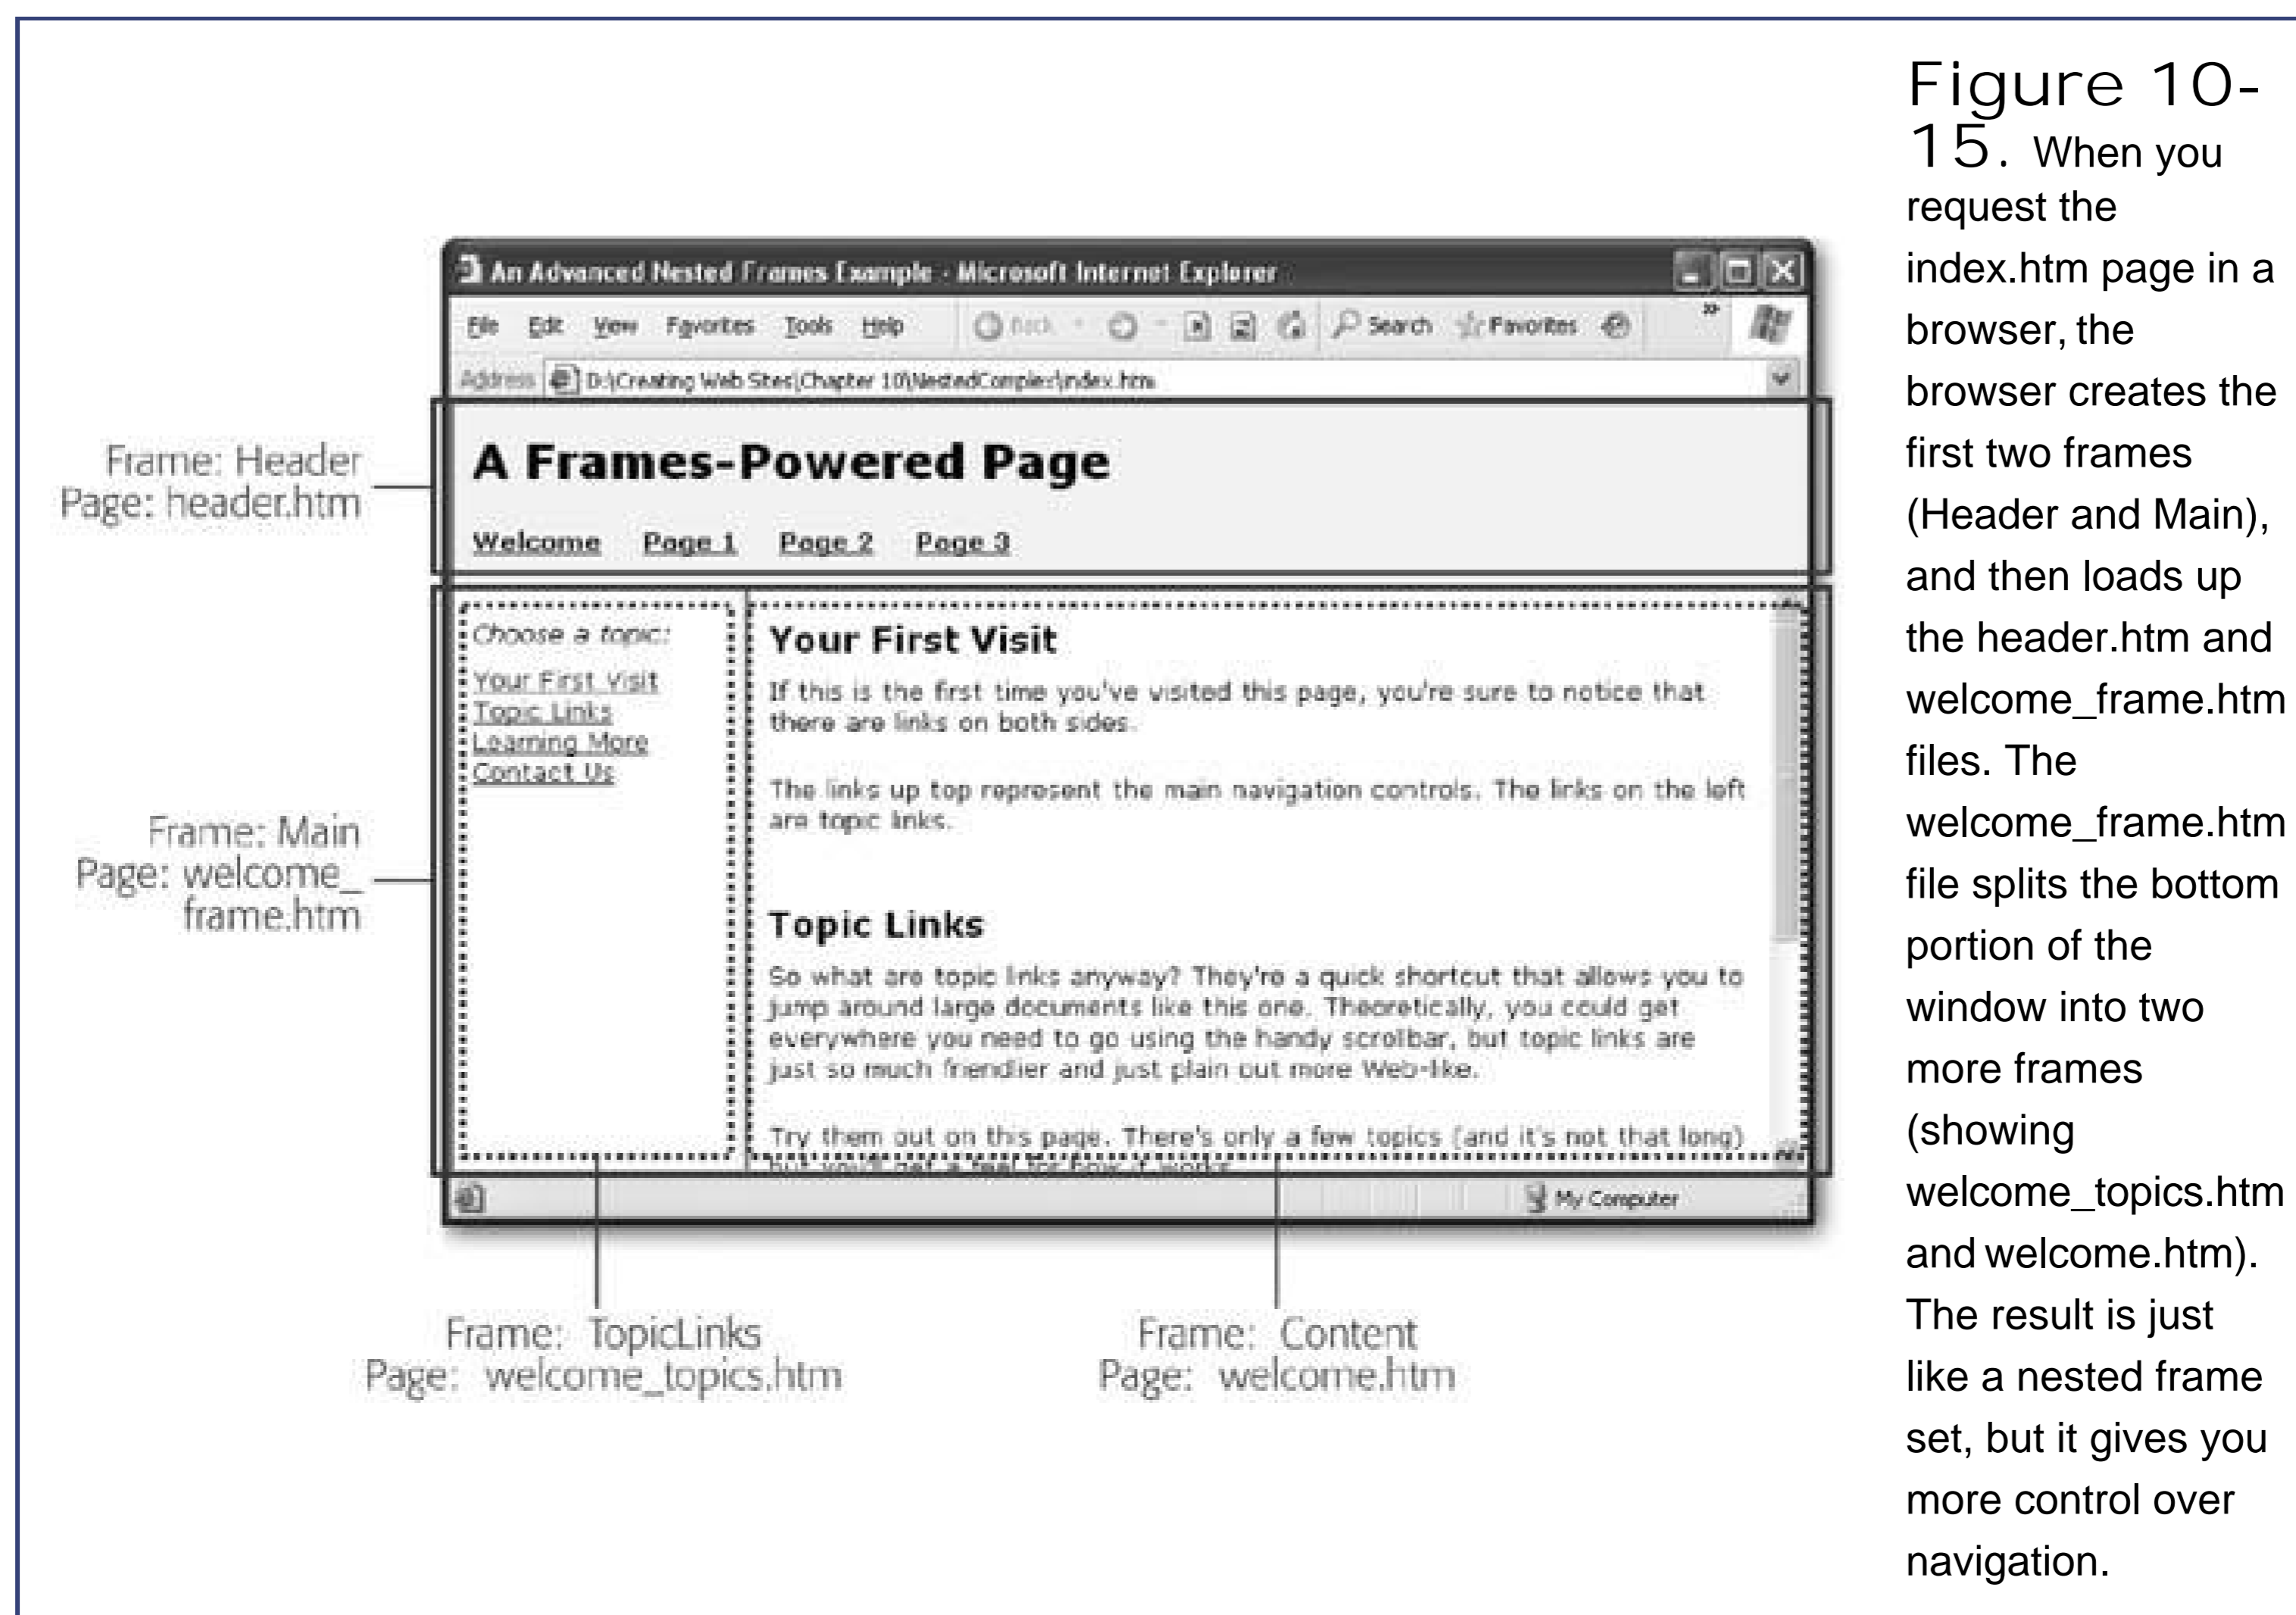 An Advanced Nested Frames Example - Microsoft Internet Explorer
File Edit View Favorites Tools Help Back Search Favorites »
Address D:\Creating Web Sites\Chapter 10\NestedComplex\index.htm
Frame: Header
Page: header.htm
A Frames-Powered Page
Welcome Page 1 Page 2 Page 3
Frame: Main
Page: welcome_
frame.htm
Choose a topic:
Your First Visit
Topic Links
Learning More
Contact Us
Your First Visit
If this is the first time you've visited this page, you're sure to notice that
there are links on both sides.
The links up top represent the main navigation controls. The links on the left
are topic links.
Topic Links
So what are topic links anyway? They're a quick shortcut that allows you to
jump around large documents like this one. Theoretically, you could get
everywhere you need to go using the handy scrollbar, but topic links are
just so much friendlier and just plain out more Web-like.
Try them out on this page. There's only a few topics (and it's not that long)
but you'll get a feel for how it works.
My Computer
Frame: TopicLinks
Page: welcome_topics.htm
Frame: Content
Page: welcome.htm
Figure 10-
15. When you
request the
index.htm page in a
browser, the
browser creates the
first two frames
(Header and Main),
and then loads up
the header.htm and
welcome_frame.htm
files. The
welcome_frame.htm
file splits the bottom
portion of the
window into two
more frames
(showing
welcome_topics.htm
and welcome.htm).
The result is just
like a nested frame
set, but it gives you
more control over
navigation.